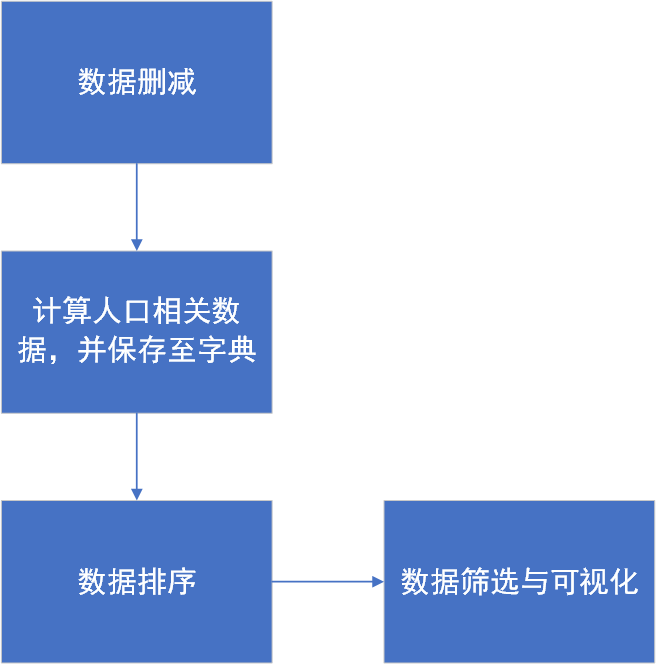 数据删减
计算人口相关数
据，并保存至字典
数据排序
数据筛选与可视化